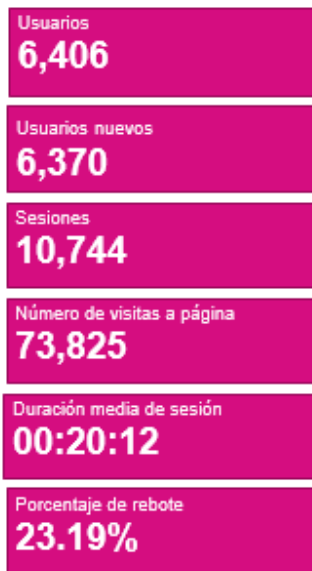 Usuarios
6,406
Usuarios nuevos
6,370
Sesiones
10,744
Número de visitas a página
73,825
Duración media de sesión
00:20:12
Porcentaje de rebote
23.19%